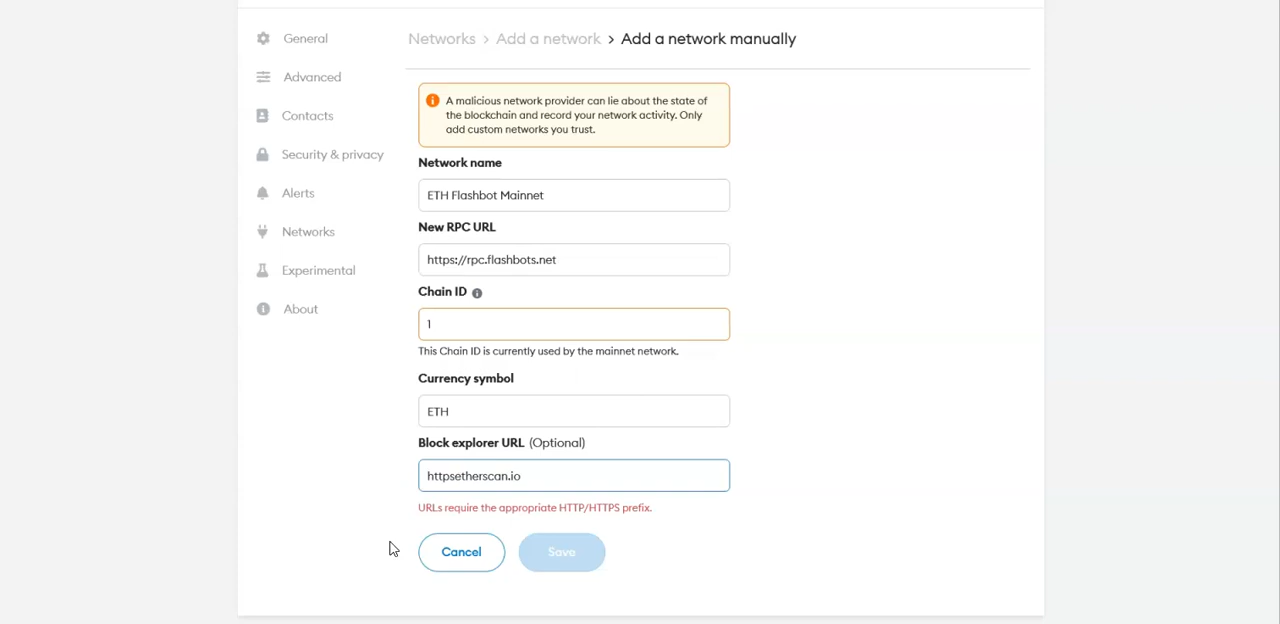 General
Advanced
Contacts
Security & privacy
Alerts
Networks
Experimental
About
Networks > Add a network > Add a network manually
A malicious network provider can lie about the state of
the blockchain and record your network activity. Only
add custom networks you trust.
Network name
ETH Flashbot Mainnet
New RPC URL
https://rpc.flashbots.net
Chain ID
1
This Chain ID is currently used by the mainnet network.
Currency symbol
ETH
Block explorer URL (Optional)
httpsetherscan.io
URLs require the appropriate HTTP/HTTPS prefix.
Cancel Save